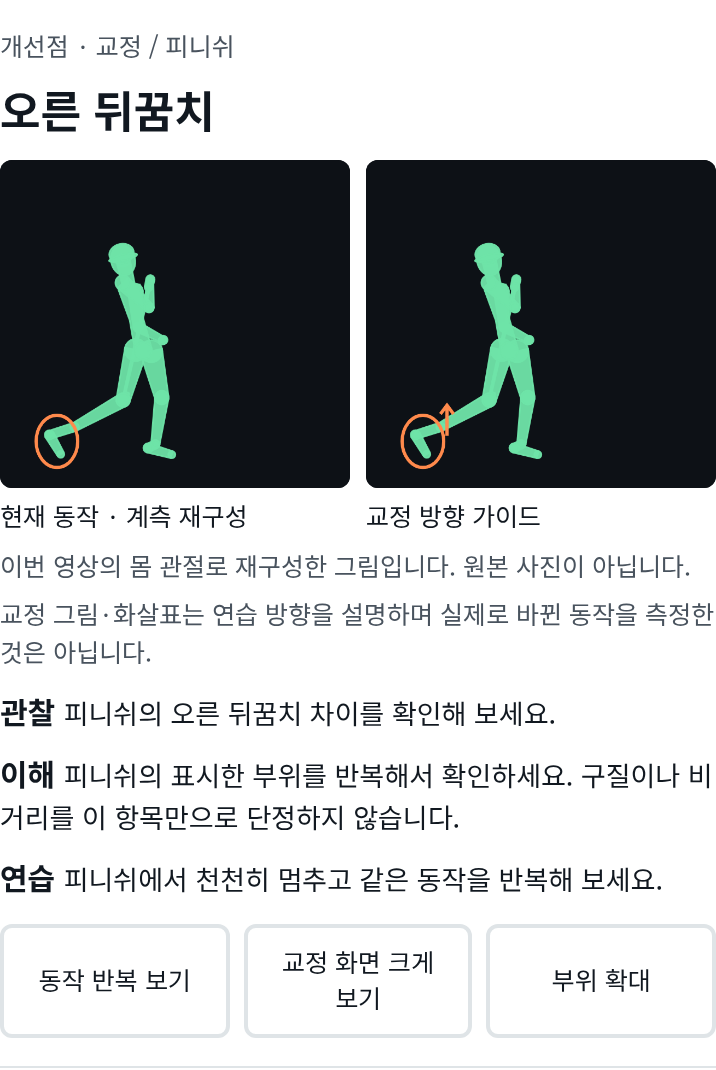 개선점 · 교정 / 피니쉬
오른 뒤꿈치
현재 동작 · 계측 재구성
교정 방향 가이드
이번 영상의 몸 관절로 재구성한 그림입니다. 원본 사진이 아닙니다.
교정 그림·화살표는 연습 방향을 설명하며 실제로 바뀐 동작을 측정한
것은 아닙니다.
관찰 피니쉬의 오른 뒤꿈치 차이를 확인해 보세요.
이해 피니쉬의 표시한 부위를 반복해서 확인하세요. 구질이나 비
거리를 이 항목만으로 단정하지 않습니다.
연습 피니쉬에서 천천히 멈추고 같은 동작을 반복해 보세요.
동작 반복 보기
교정 화면 크게
보기
부위 확대